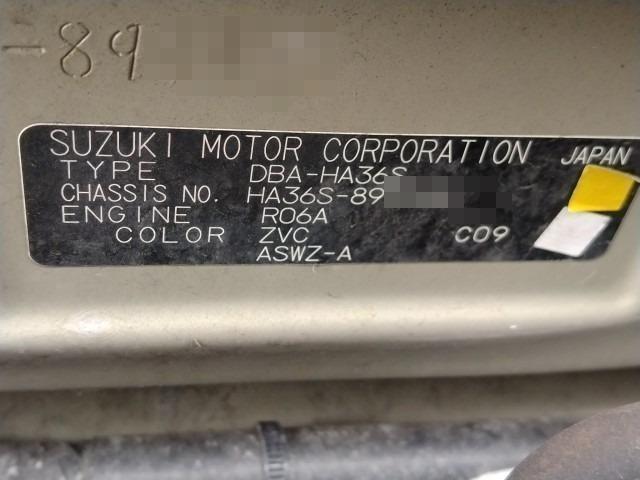 -89
SUZUKI MOTOR CORPORATION JAPAN
TYPE DBA-HA36S
CHASSIS NO. HA36S-89
ENGINE R06A
COLOR ZVC C09
ASWZ-A